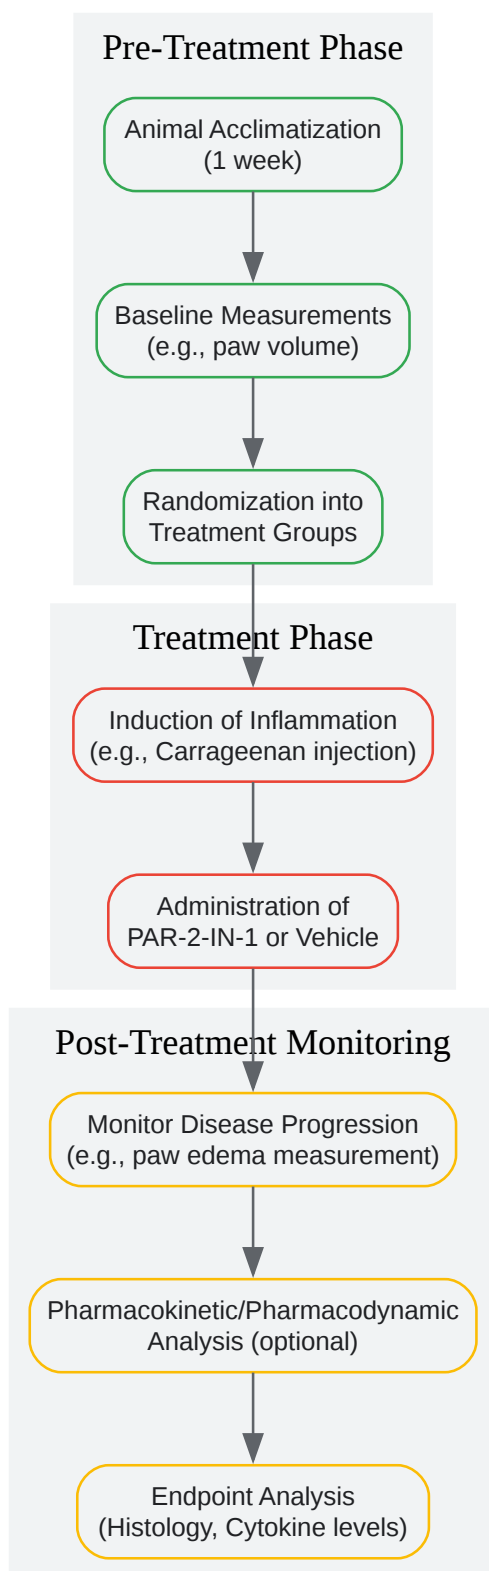 Pre-Treatment Phase
Animal Acclimatization
(1 week)
Baseline Measurements
(e.g., paw volume)
Randomization into
Treatment Groups
Treatment Phase
Induction of Inflammation
(e.g., Carrageenan injection)
Administration of
PAR-2-IN-1 or Vehicle
Post-Treatment Monitoring
Monitor Disease Progression
(e.g., paw edema measurement)
Pharmacokinetic/Pharmacodynamic
Analysis (optional)
Endpoint Analysis
(Histology, Cytokine levels)